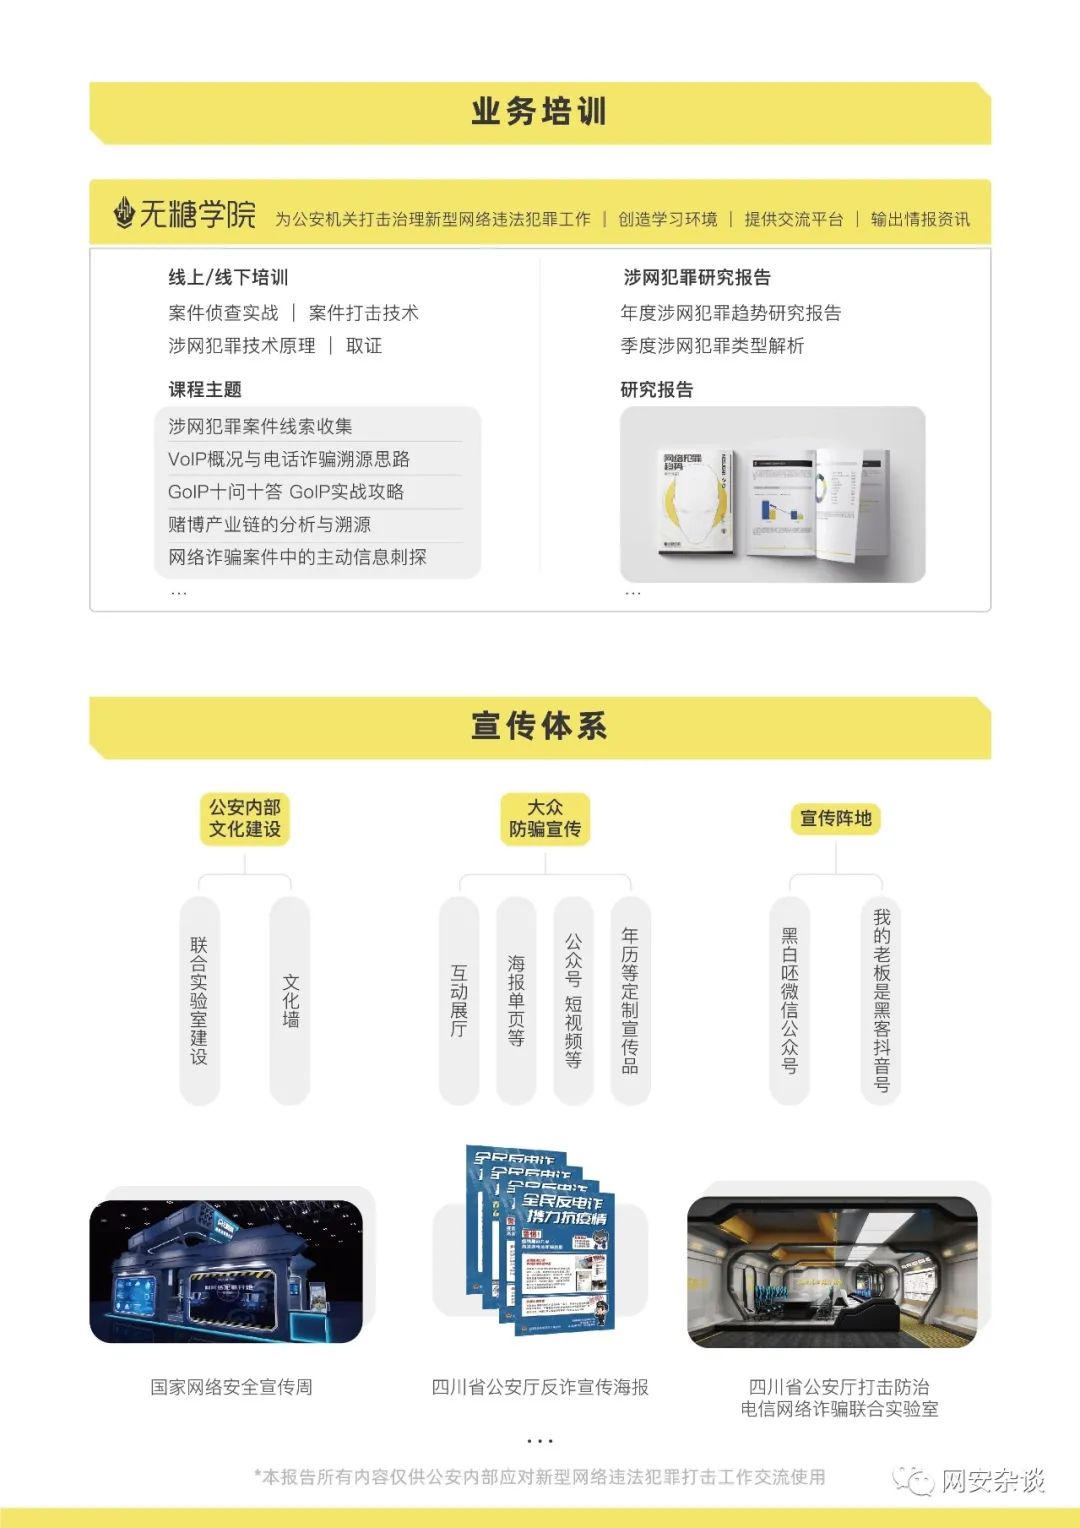 业务培训
无糖学院
为公安机关打击治理新型网络违法犯罪工作 | 创造学习环境 | 提供交流平台 | 输出情报资讯
线上/线下培训
案件侦查实战 | 案件打击技术
涉网犯罪技术原理 | 取证
课程主题
涉网犯罪案件线索收集
VoIP概况与电话诈骗溯源思路
GoIP十问十答 GoIP实战攻略
赌博产业链的分析与溯源
网络诈骗案件中的主动信息刺探
...
涉网犯罪研究报告
年度涉网犯罪趋势研究报告
季度涉网犯罪类型解析
研究报告
网络犯罪
趋势
...
宣传体系
公安内部
文化建设
联合实验室建设
文化墙
大众
防骗宣传
互动展厅
海报单页等
公众号 短视频等
年历等定制宣传品
宣传阵地
黑白呸微信公众号
我的老板是黑客抖音号
全民反电诈
全民反电诈
全民反电诈
全民反电诈
携力抗疫情
国家网络安全宣传周
四川省公安厅反诈宣传海报
四川省公安厅打击防治
电信网络诈骗联合实验室
...
*本报告所有内容仅供公安内部应对新型网络违法犯罪打击工作交流使用
网安杂谈